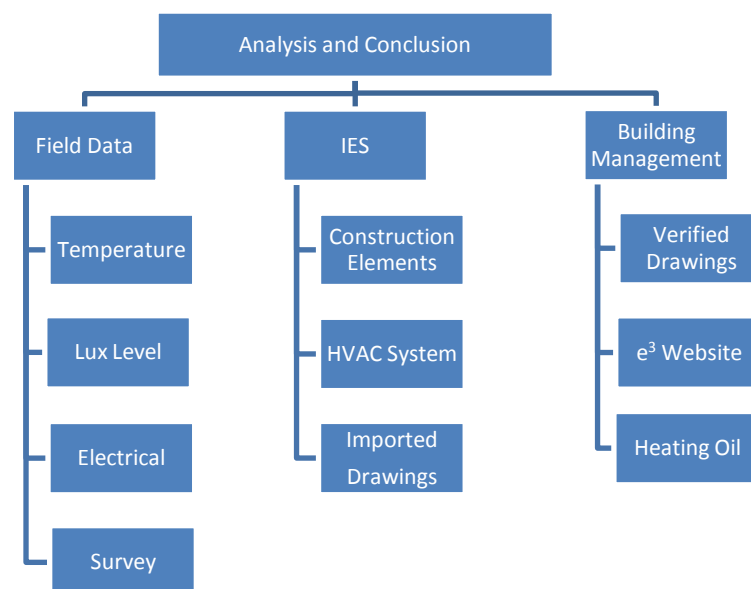 Analysis and Conclusion
Field Data
Temperature
Lux Level
Electrical
Survey
IES
Construction
Elements
HVAC System
Imported
Drawings
Building
Management
Verified
Drawings
e³ Website
Heating Oil